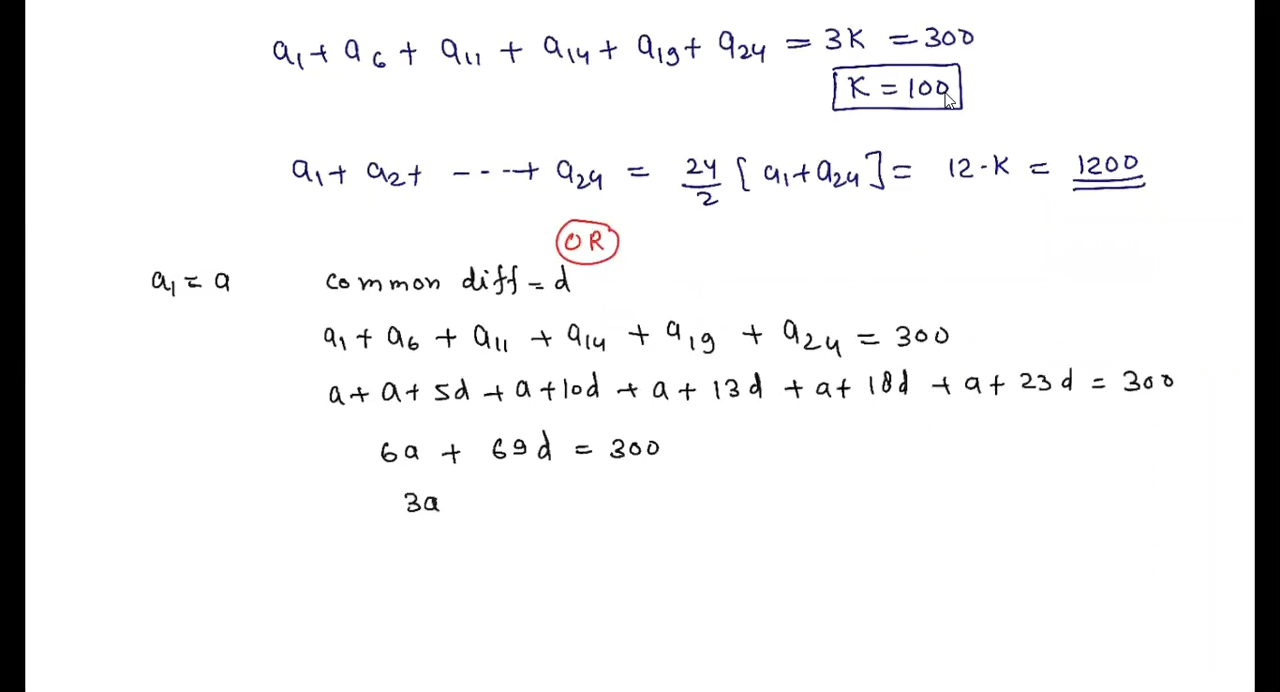 a₁ + a₆ + a₁₁ + a₁₄ + a₁₉ + a₂₄ = 3K = 300
K = 100
a₁ + a₂ + - - - + a₂₄ = 24/2 [a₁ + a₂₄] = 12·K = 1200
OR
a₁ = a common diff = d
a₁ + a₆ + a₁₁ + a₁₄ + a₁₉ + a₂₄ = 300
a + a + 5d + a + 10d + a + 13d + a + 18d + a + 23d = 300
6a + 69d = 300
3a